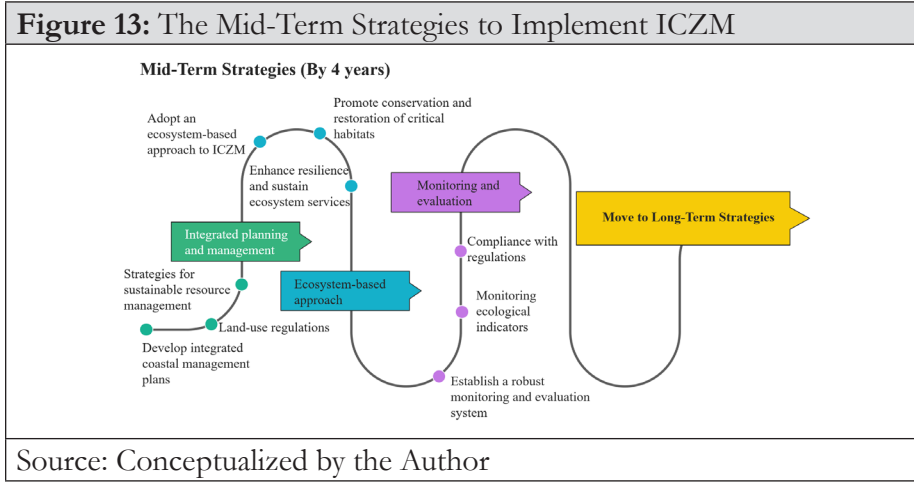 Figure 13: The Mid-Term Strategies to Implement ICZM
Mid-Term Strategies (By 4 years)
Adopt an
ecosystem-based
approach to ICZM
Promote conservation and
restoration of critical
habitats
Enhance resilience
and sustain
ecosystem services
Monitoring and
evaluation
Move to Long-Term Strategies
Integrated planning
and management
Compliance with
regulations
Strategies for
sustainable resource
management
Ecosystem-based
approach
Monitoring
ecological
indicators
Land-use regulations
Develop integrated
coastal management
plans
Establish a robust
monitoring and evaluation
system
Source: Conceptualized by the Author